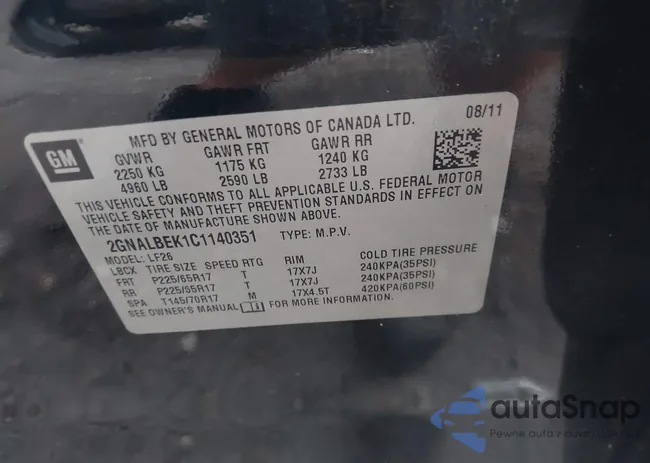 MFD BY GENERAL MOTORS OF CANADA LTD. 08/11
GM
GVWR GAWR FRT GAWR RR
2250 KG 1175 KG 1240 KG
4960 LB 2590 LB 2733 LB
THIS VEHICLE CONFORMS TO ALL APPLICABLE U.S. FEDERAL MOTOR
VEHICLE SAFETY AND THEFT PREVENTION STANDARDS IN EFFECT ON
THE DATE OF MANUFACTURE SHOWN ABOVE.
2GNALBEK1C1140351 TYPE: M.P.V.
MODEL: LF26
LBCX TIRE SIZE SPEED RTG RIM COLD TIRE PRESSURE
FRT P225/65R17 T 17X7J 240KPA(35PSI)
RR P225/65R17 T 17X7J 240KPA(35PSI)
SPA T145/70R17 M 17X4.5T 420KPA(60PSI)
SEE OWNER'S MANUAL FOR MORE INFORMATION.
autoSnap
Pewne auta z